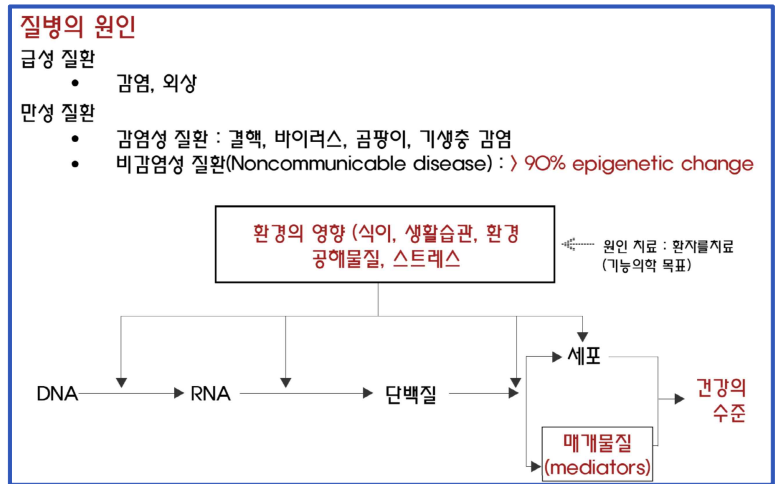 질병의 원인
급성 질환
• 감염, 외상
만성 질환
• 감염성 질환 : 결핵, 바이러스, 곰팡이, 기생충 감염
• 비감염성 질환(Noncommunicable disease) : > 90% epigenetic change
환경의 영향 (식이, 생활습관, 환경
공해물질, 스트레스
원인 치료 : 환자를치료
(기능의학 목표)
세포
DNA
RNA
단백질
건강의
수준
매개물질
(mediators)